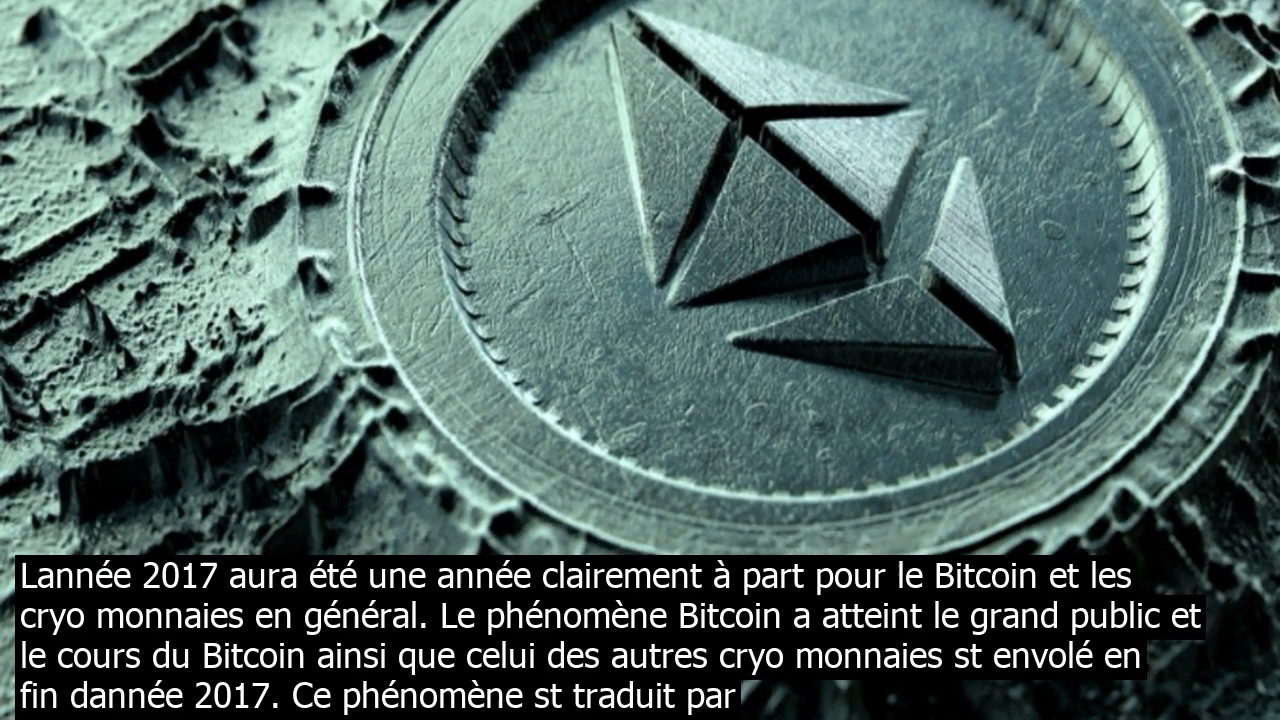 Lannée 2017 aura été une année clairement à part pour le Bitcoin et les
cryo monnaies en général. Le phénomène Bitcoin a atteint le grand public et
le cours du Bitcoin ainsi que celui des autres cryo monnaies st envolé en
fin dannée 2017. Ce phénomène st traduit par